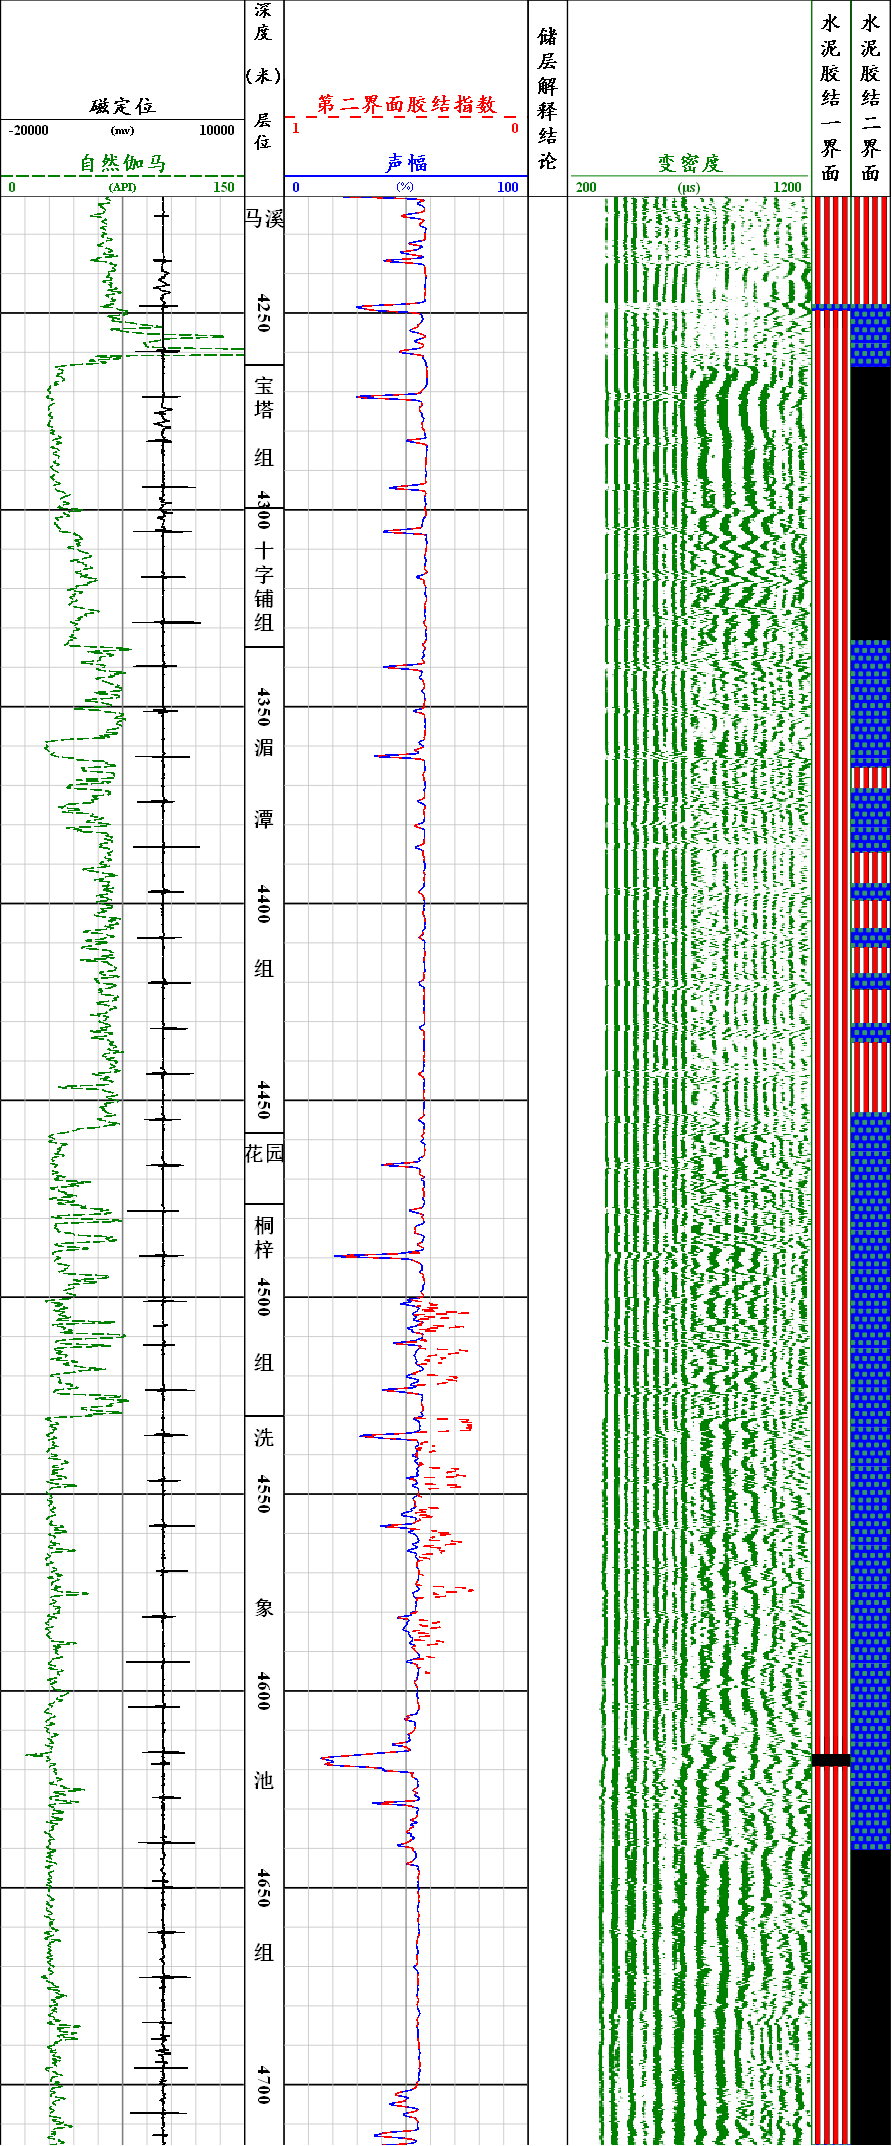 磁定位
-20000 (mv) 10000
自然伽马
0 (API) 150
深度
(米)
层位
第二界面胶结指数
1 0
声幅
0 (%) 100
储层解释结论
变密度
200 (μs) 1200
水泥胶结一界面
水泥胶结二界面
马溪
4250
宝塔组
4300
十字铺组
4350
湄潭组
4400
4450
花园
桐梓组
4500
洗象池组
4550
4600
4650
4700